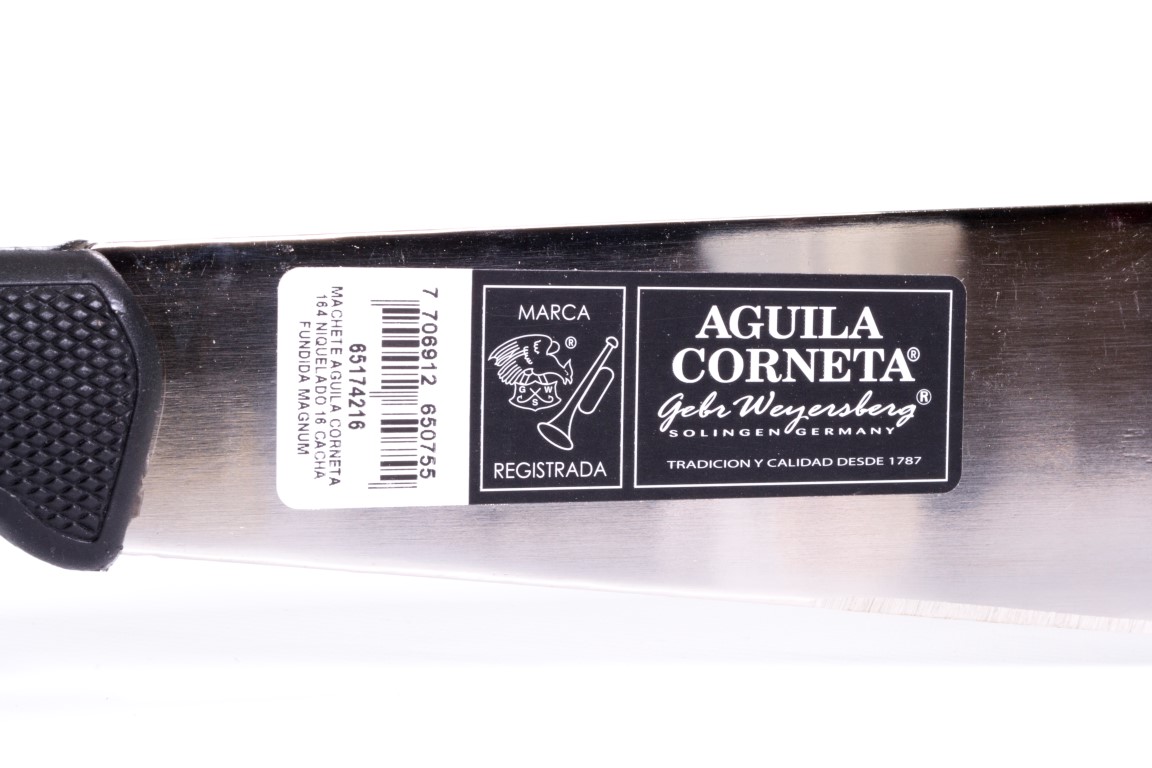 7 706912 650755
65174216
MACHETE AGUILA CORNETA
164 NIQUELADO 16 CACHA
FUNDIDA MAGNUM
MARCA
®
G W
S
REGISTRADA
AGUILA
CORNETA®
Gebr Weyersberg®
SOLINGEN GERMANY
TRADICION Y CALIDAD DESDE 1787